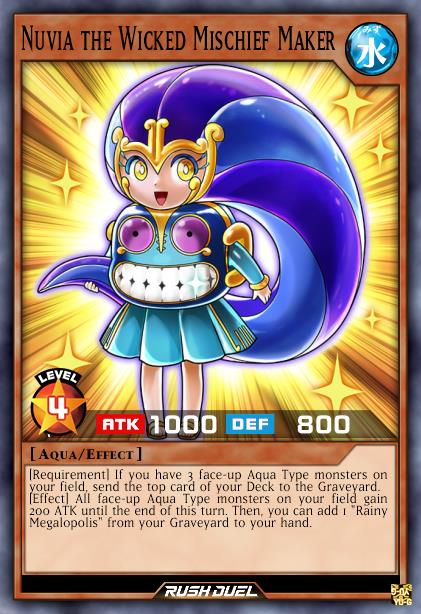 Nuvia the Wicked Mischief Maker
みず
水
LEVEL
4
ATK 1000 DEF 800
[ Aqua/Effect ]
[Requirement] If you have 3 face-up Aqua Type monsters on
your field, send the top card of your Deck to the Graveyard.
[Effect] All face-up Aqua Type monsters on your field gain
200 ATK until the end of this turn. Then, you can add 1 "Rainy
Megalopolis" from your Graveyard to your hand.
RUSH DUEL